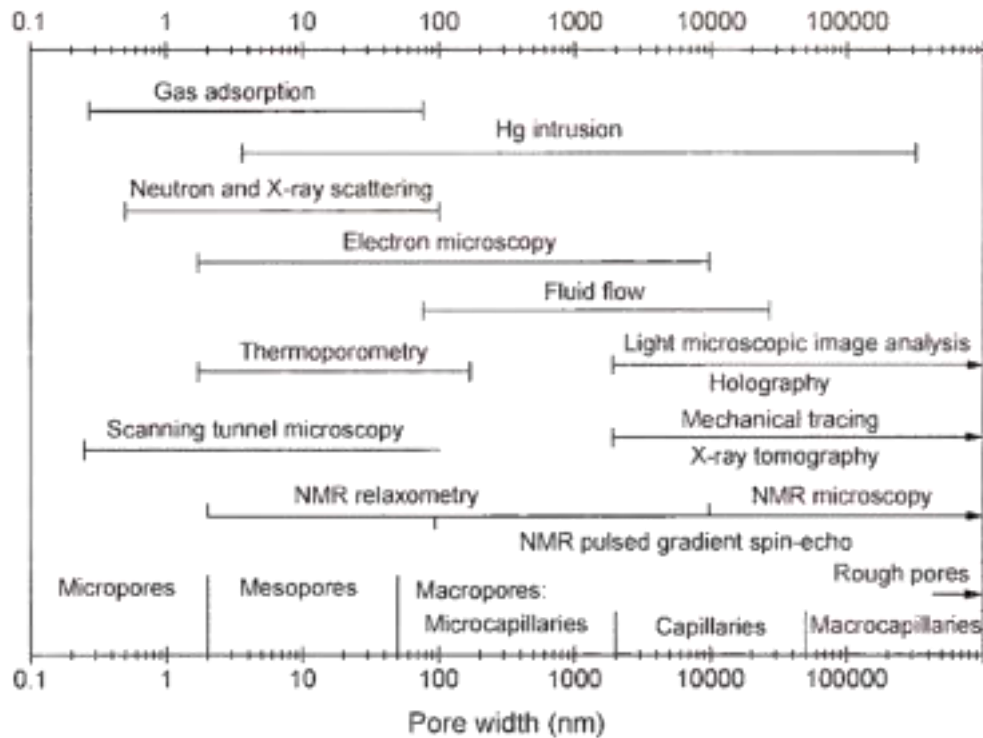 0.1 1 10 100 1000 10000 100000
Gas adsorption
Hg intrusion
Neutron and X-ray scattering
Electron microscopy
Fluid flow
Thermoporometry
Light microscopic image analysis
Holography
Scanning tunnel microscopy
Mechanical tracing
X-ray tomography
NMR relaxometry
NMR microscopy
NMR pulsed gradient spin-echo
Rough pores
Micropores
Mesopores
Macropores:
Microcapillaries
Capillaries
Macrocapillaries
0.1 1 10 100 1000 10000 100000
Pore width (nm)